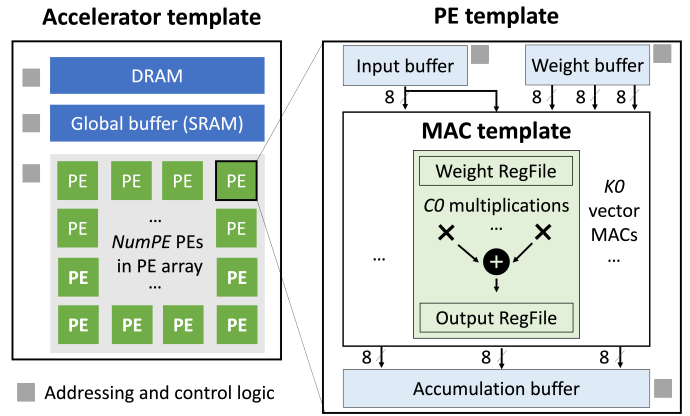 Accelerator template
DRAM
Global buffer (SRAM)
PE PE PE PE
PE PE
...
NumPE PEs
in PE array
...
PE PE
PE PE PE PE
Addressing and control logic
PE template
Input buffer
Weight buffer
8 8 8 8
MAC template
Weight RegFile
C0 multiplications
...
Output RegFile
...
K0
vector
MACs
...
8 8 8
Accumulation buffer